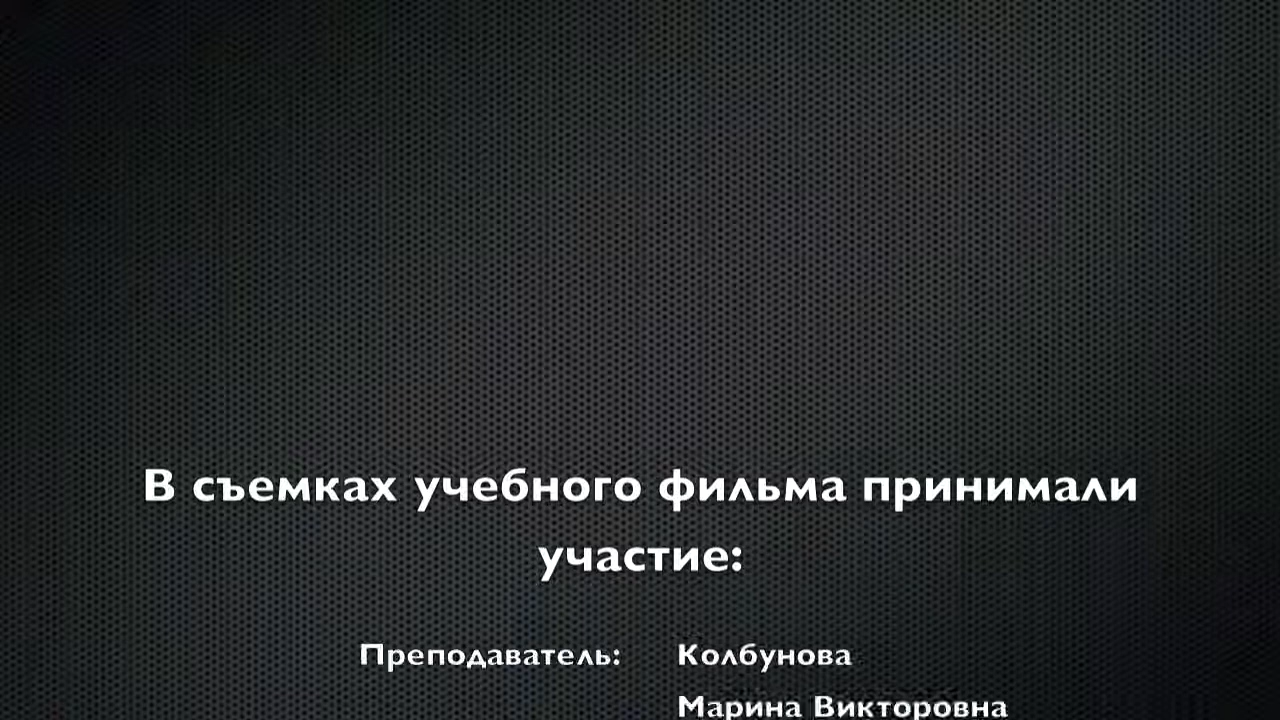 В съемках учебного фильма принимали
участие:
Преподаватель: Колбунова
Марина Викторовна